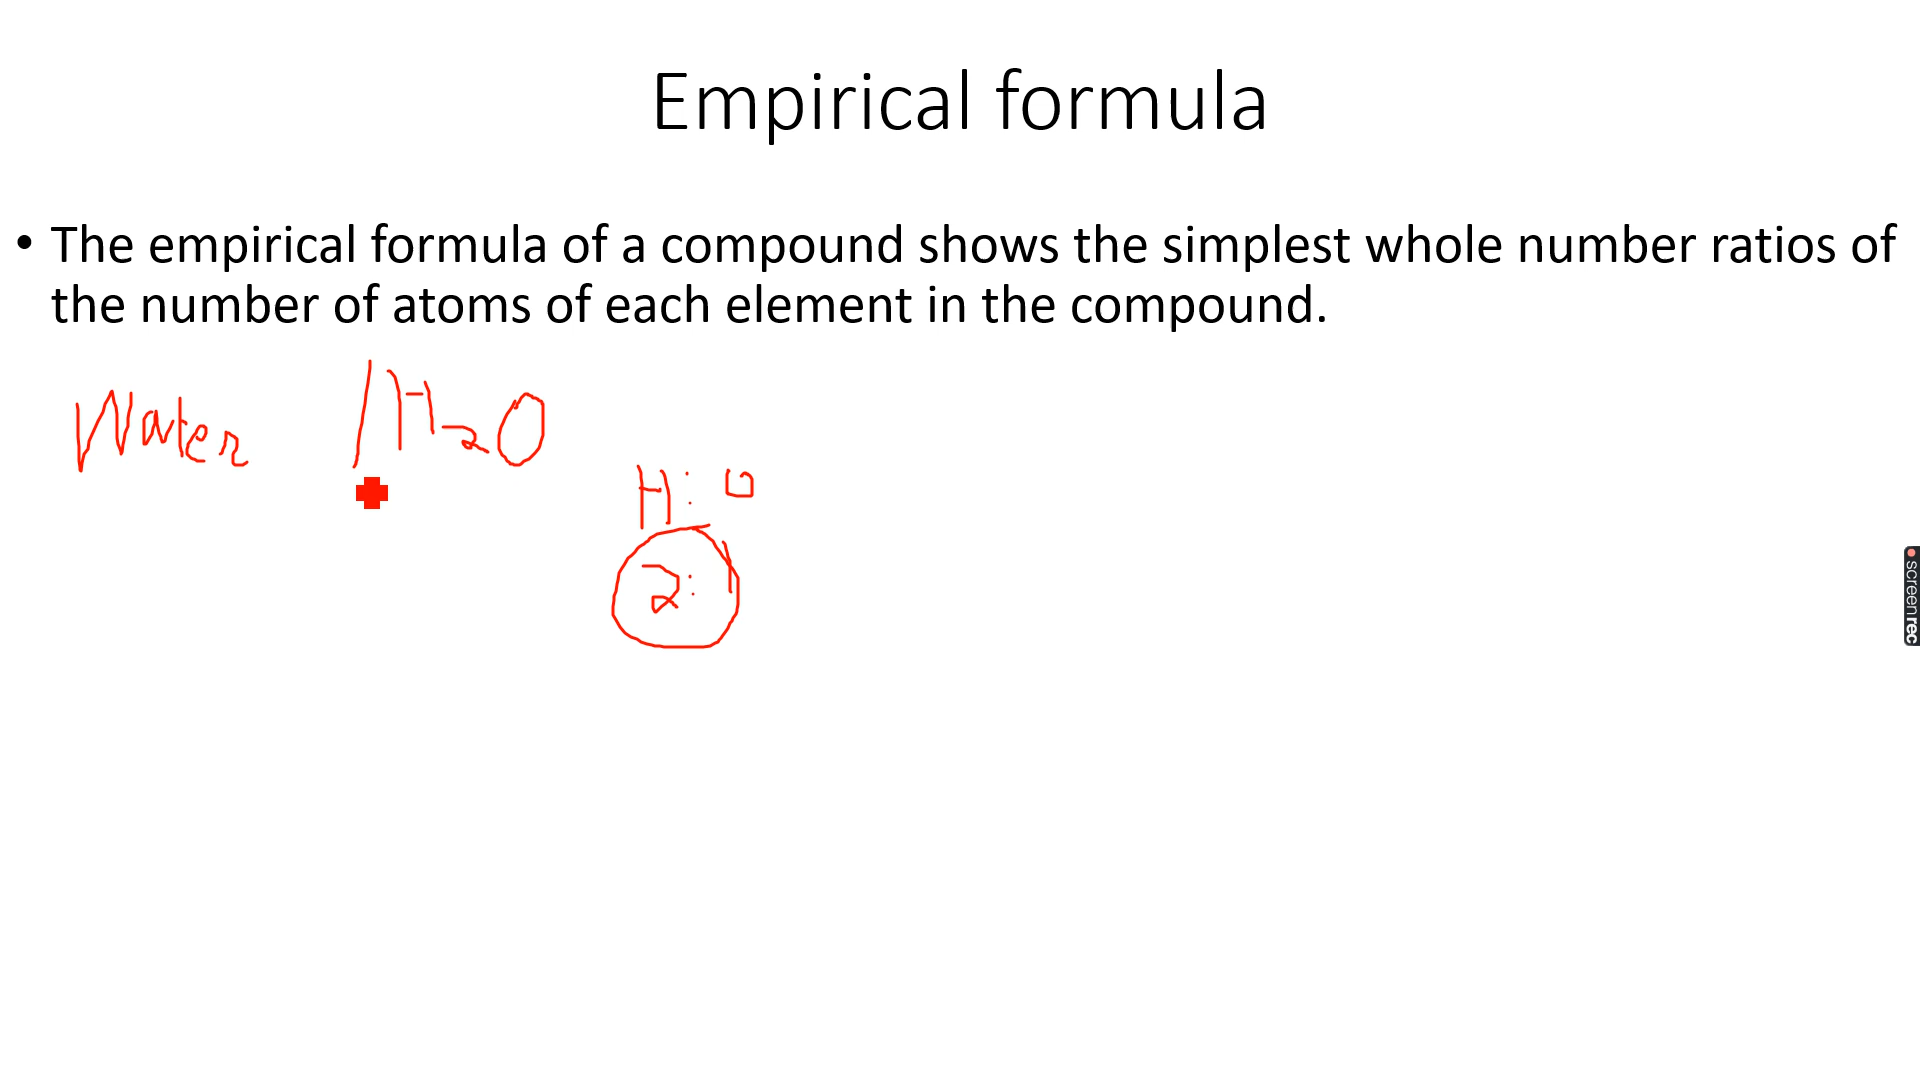 Empirical formula
• The empirical formula of a compound shows the simplest whole number ratios of
the number of atoms of each element in the compound.
Water / H₂O
H : O
2 : 1
screenrec